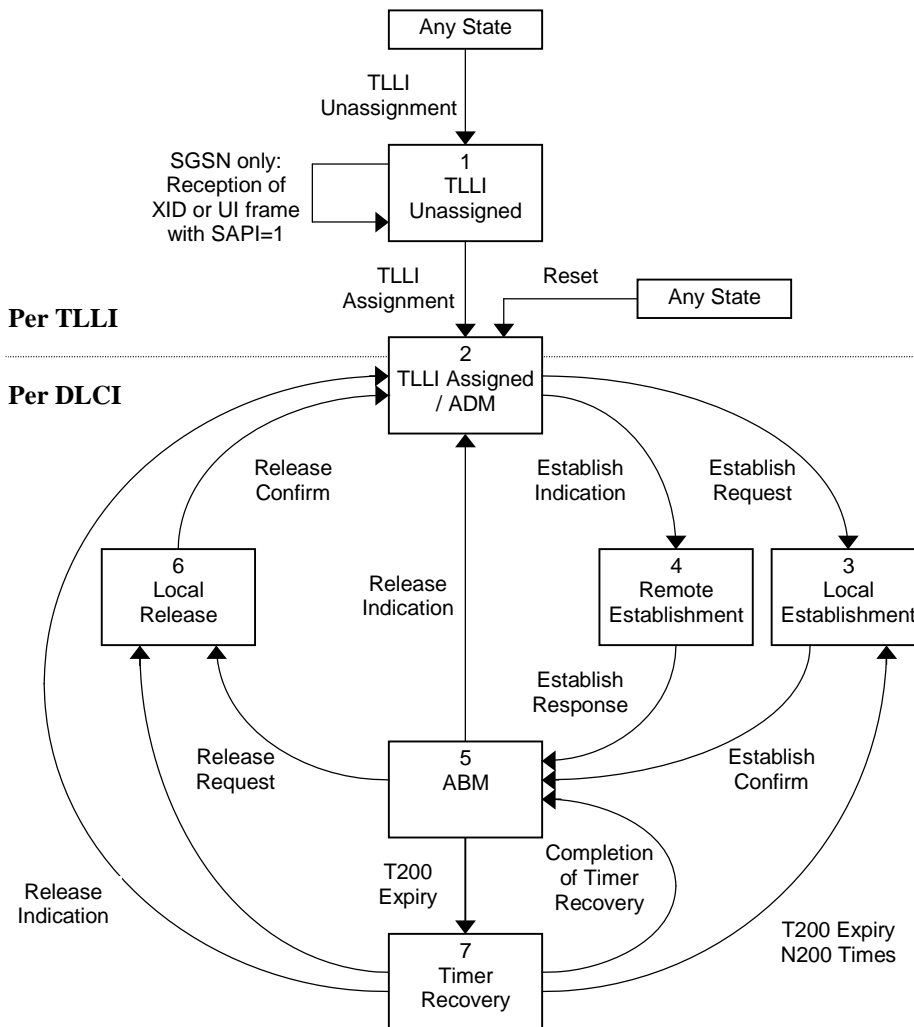 Any State
TLLI
Unassignment
1
TLLI
Unassigned
SGSN only:
Reception of
XID or UI frame
with SAPI=1
TLLI
Assignment
Reset
Any State
Per TLLI
2
TLLI Assigned
/ ADM
Per DLCI
Release
Confirm
Establish
Indication
Establish
Request
6
Local
Release
Release
Indication
4
Remote
Establishment
3
Local
Establishment
Establish
Response
Release
Request
5
ABM
Establish
Confirm
T200
Expiry
Completion
of Timer
Recovery
Release
Indication
T200 Expiry
N200 Times
7
Timer
Recovery